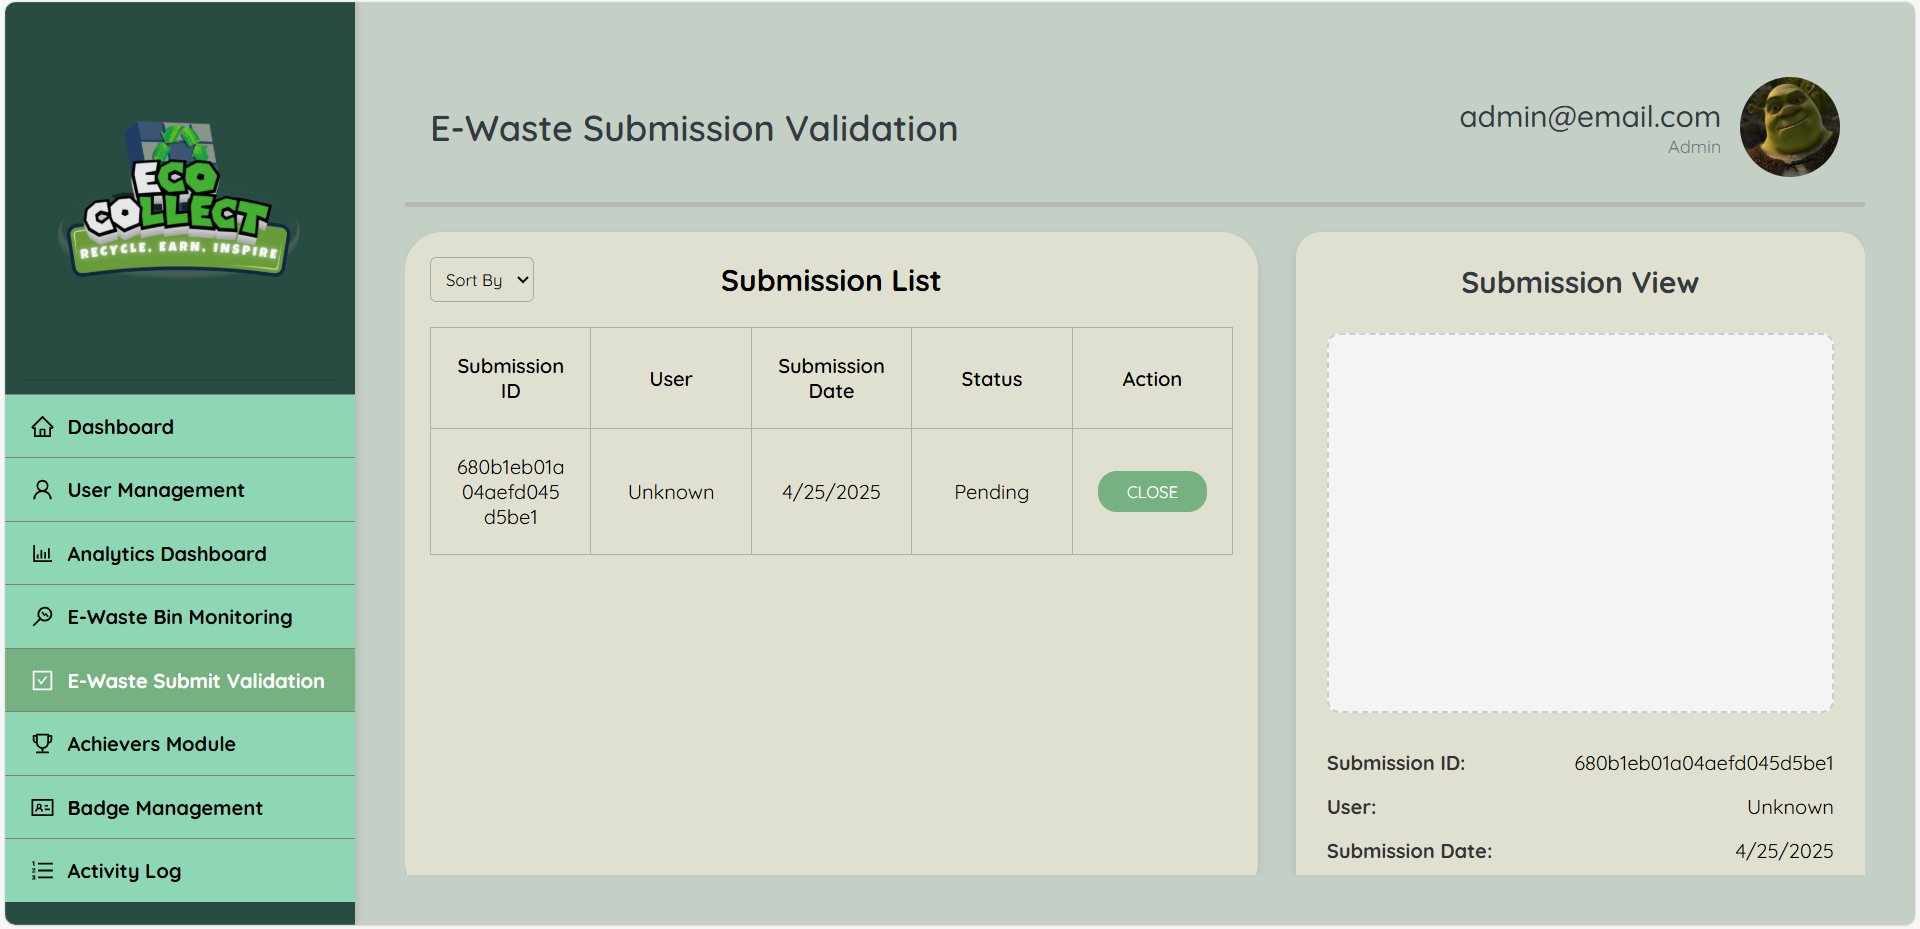 ECO
COLLECT
RECYCLE. EARN. INSPIRE
Dashboard
User Management
Analytics Dashboard
E-Waste Bin Monitoring
E-Waste Submit Validation
Achievers Module
Badge Management
Activity Log
E-Waste Submission Validation
admin@email.com
Admin
Sort By
Submission List
Submission
ID
User
Submission
Date
Status
Action
680b1eb01a
04aefd045
d5be1
Unknown
4/25/2025
Pending
CLOSE
Submission View
Submission ID: 680b1eb01a04aefd045d5be1
User: Unknown
Submission Date: 4/25/2025